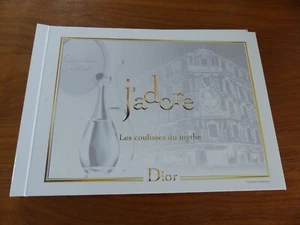 j'adore
Les coulisses du mythe
Dior